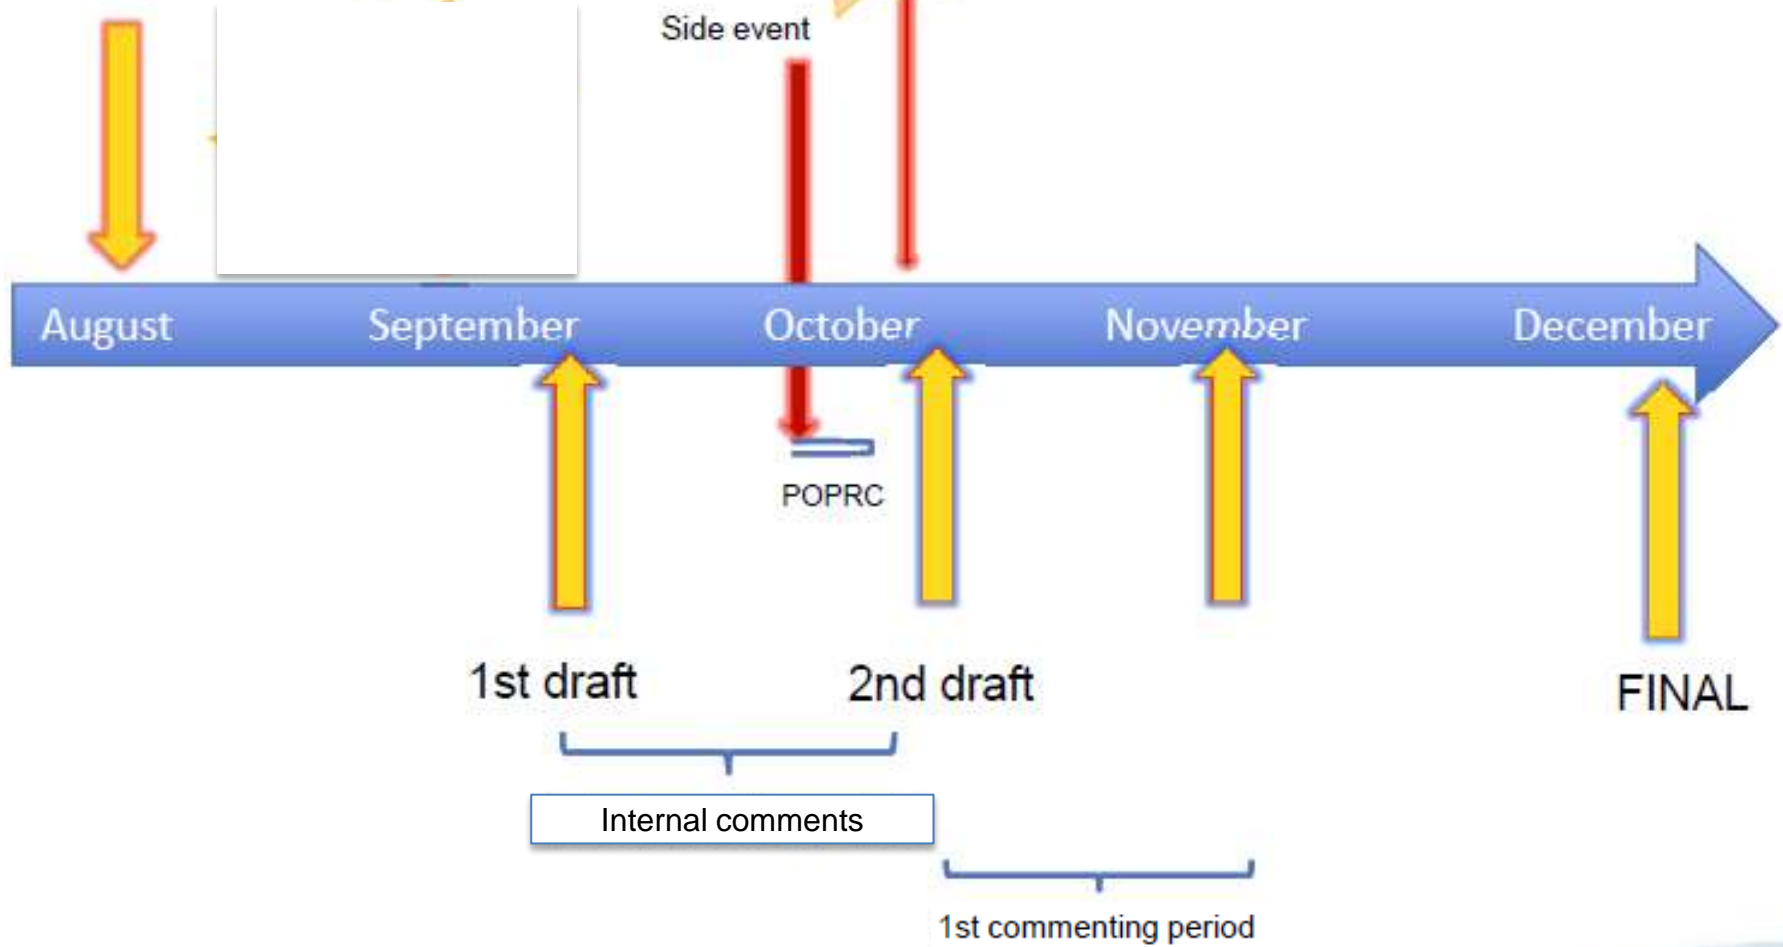 Side event
August
September
October
November
December
POPRC
1st draft
2nd draft
FINAL
Internal comments
1st commenting period